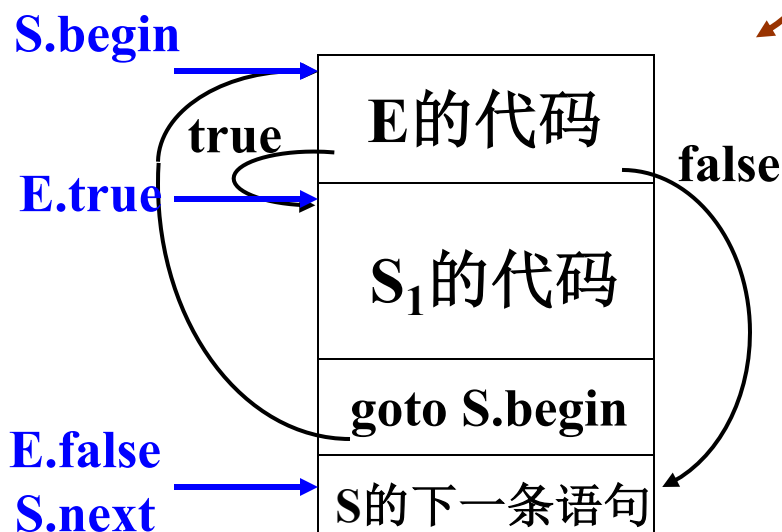 S.begin
E的代码
true
false
E.true
S₁的代码
goto S.begin
E.false
S.next
S的下一条语句